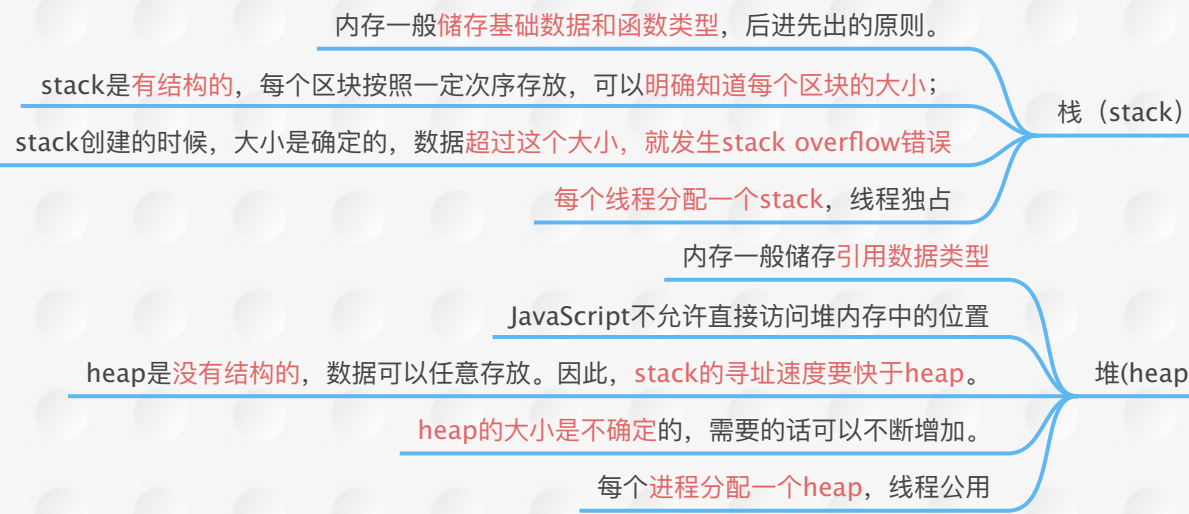 内存一般储存基础数据和函数类型，后进先出的原则。
stack是有结构的，每个区块按照一定次序存放，可以明确知道每个区块的大小；
栈（stack）
stack创建的时候，大小是确定的，数据超过这个大小，就发生stack overflow错误
每个线程分配一个stack，线程独占
内存一般储存引用数据类型
JavaScript不允许直接访问堆内存中的位置
heap是没有结构的，数据可以任意存放。因此，stack的寻址速度要快于heap。
堆(heap
heap的大小是不确定的，需要的话可以不断增加。
每个进程分配一个heap，线程公用